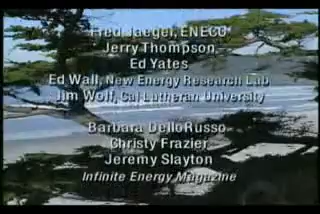 Fred Jaeger, ENECO
Jerry Thompson
Ed Yates
Ed Wall, New Energy Research Lab
Jim Wolf, Cal Lutheran University
Barbara DelloRusso
Christy Frazier
Jeremy Slayton
Infinite Energy Magazine